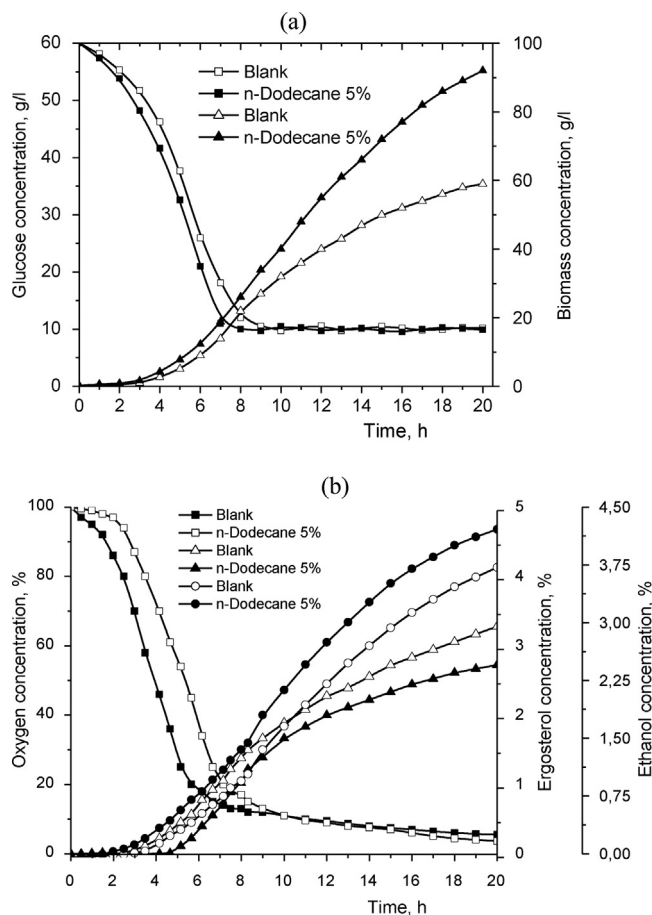 (a)
60
50
40
30
20
10
0
Glucose concentration, g/l
Blank
n-Dodecane 5%
Blank
n-Dodecane 5%
100
80
60
40
20
0
Biomass concentration, g/l
0 2 4 6 8 10 12 14 16 18 20
Time, h
(b)
100
80
60
40
20
0
Oxygen concentration, %
Blank
n-Dodecane 5%
Blank
n-Dodecane 5%
Blank
n-Dodecane 5%
5
4
3
2
1
0
Ergosterol concentration, %
4,50
3,75
3,00
2,25
1,50
0,75
0,00
Ethanol concentration. %
0 2 4 6 8 10 12 14 16 18 20
Time, h